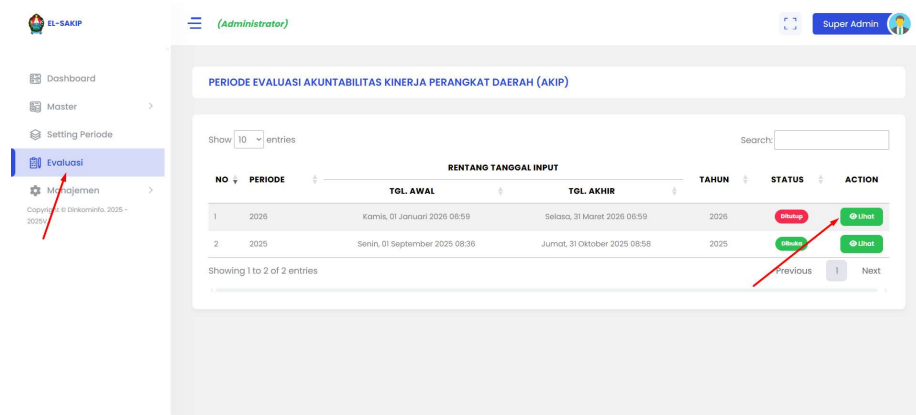 EL-SAKIP
(Administrator)
Super Admin
Dashboard
Master
Setting Periode
Evaluasi
Manajemen
Copyright © Dinkominfo. 2025 -
2025V
PERIODE EVALUASI AKUNTABILITAS KINERJA PERANGKAT DAERAH (AKIP)
Show 10 entries
Search:
NO PERIODE RENTANG TANGGAL INPUT TAHUN STATUS ACTION
TGL. AWAL TGL. AKHIR
1 2026 Kamis, 01 Januari 2026 06:59 Selasa, 31 Maret 2026 06:59 2026 Ditutup Lihat
2 2025 Senin, 01 September 2025 08:36 Jumat, 31 Oktober 2025 08:58 2025 Dibuka Lihat
Showing 1 to 2 of 2 entries
Previous 1 Next